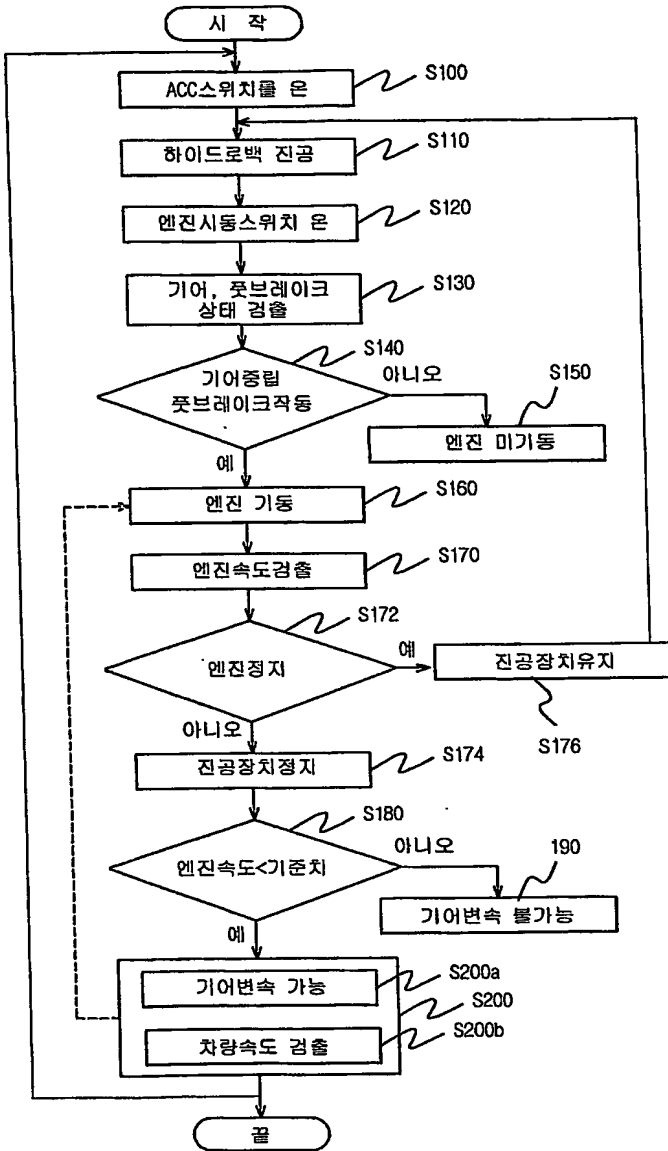 시 작
ACC스위치를 온
S100
하이드로백 진공
S110
엔진시동스위치 온
S120
기어, 풋브레이크
상태 검출
S130
S140
기어중립
풋브레이크작동
아니오
S150
엔진 미기동
예
엔진 기동
S160
엔진속도검출
S170
S172
엔진정지
예
진공장치유지
S176
아니오
진공장치정지
S174
S180
엔진속도<기준치
아니오
190
기어변속 불가능
예
기어변속 가능
S200a
S200
차량속도 검출
S200b
끝